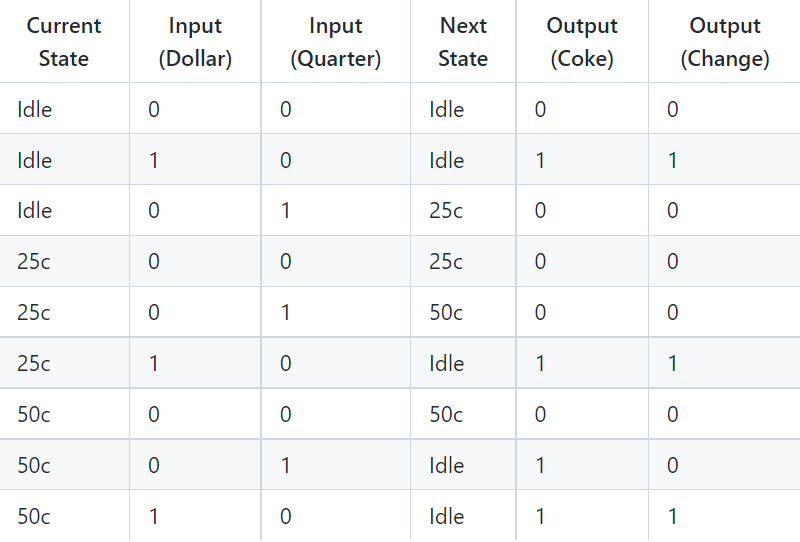 Current State Input (Dollar) Input (Quarter) Next State Output (Coke) Output (Change)
Idle 0 0 Idle 0 0
Idle 1 0 Idle 1 1
Idle 0 1 25c 0 0
25c 0 0 25c 0 0
25c 0 1 50c 0 0
25c 1 0 Idle 1 1
50c 0 0 50c 0 0
50c 0 1 Idle 1 0
50c 1 0 Idle 1 1